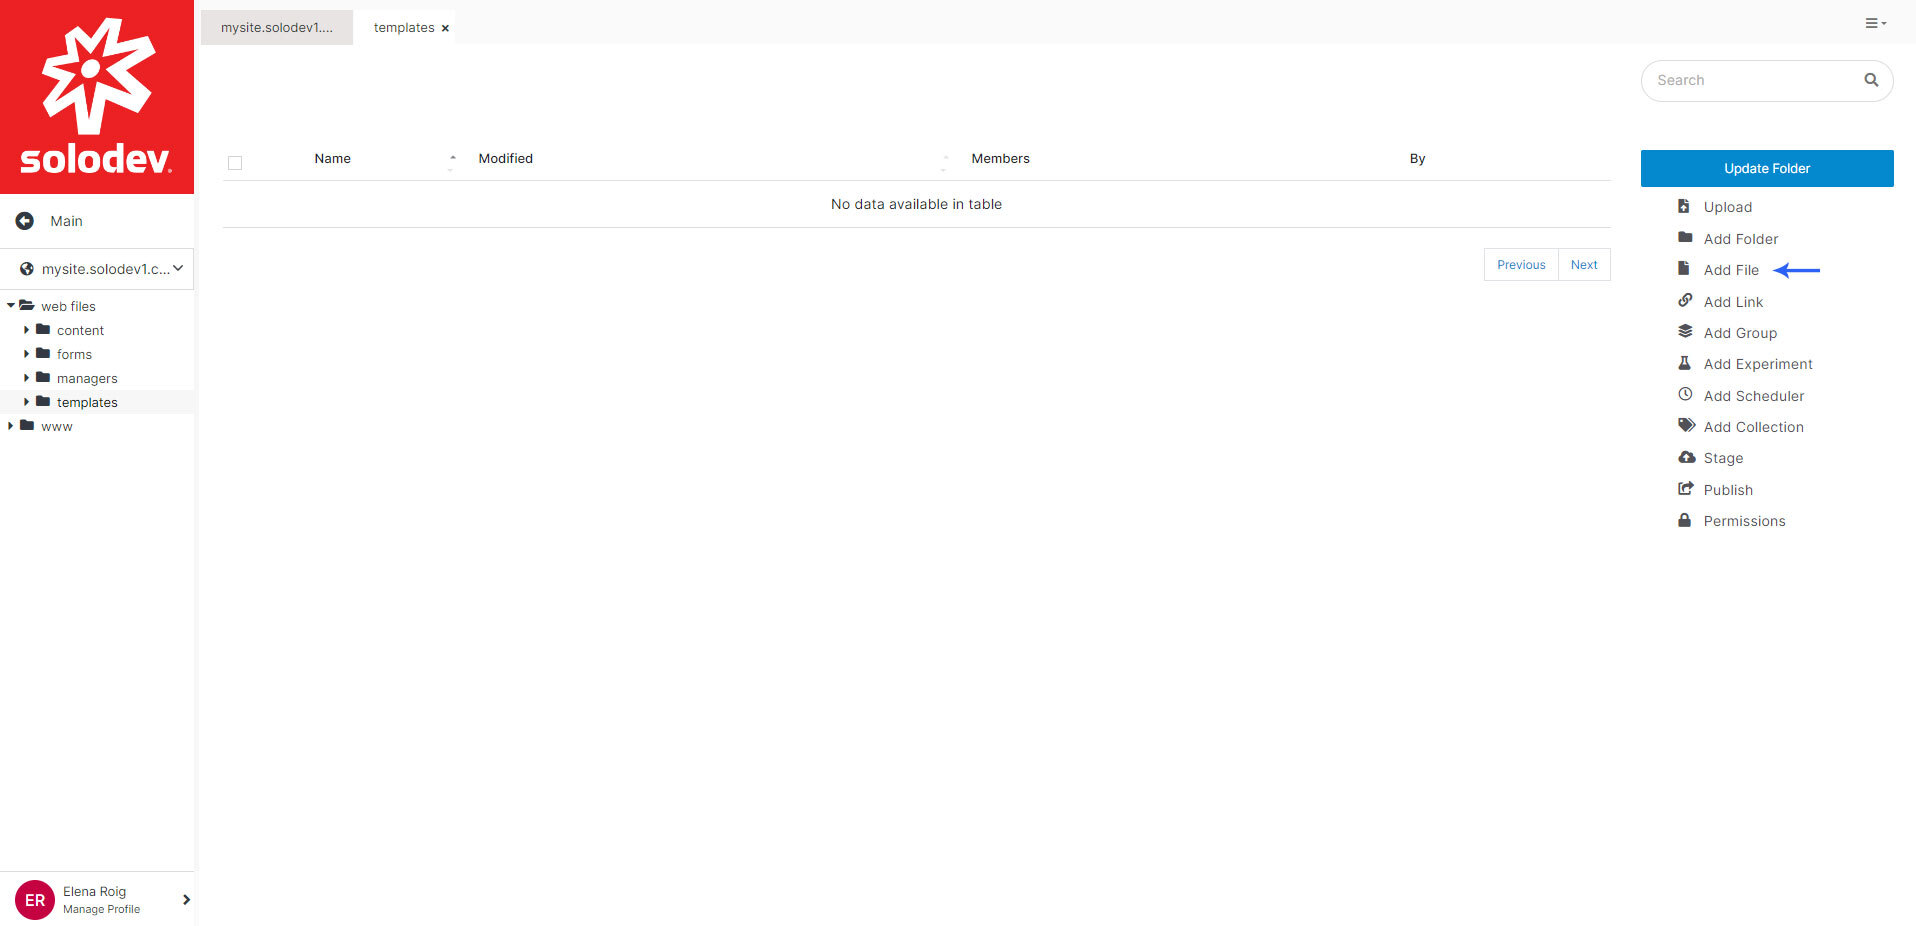 mysite.solodev1....
templates
Search
solodev
Main
mysite.solodev1.c...
web files
content
forms
managers
templates
www
Name Modified Members By
No data available in table
Previous Next
Update Folder
Upload
Add Folder
Add File
Add Link
Add Group
Add Experiment
Add Scheduler
Add Collection
Stage
Publish
Permissions
ER
Elena Roig
Manage Profile